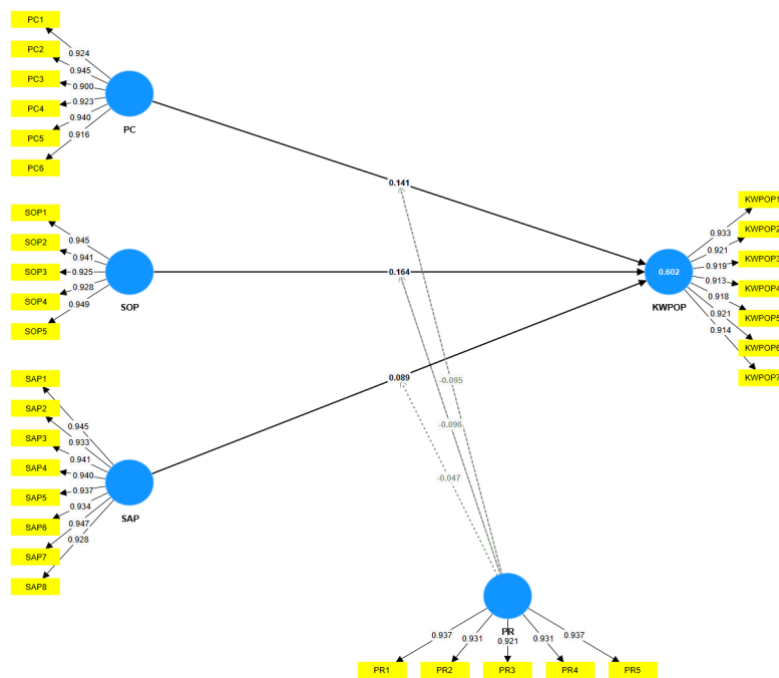 PC1
PC2
PC3
PC4
PC5
PC6
0.924
0.945
0.900
0.923
0.940
0.916
PC
SOP1
SOP2
SOP3
SOP4
SOP5
0.945
0.941
0.925
0.928
0.949
SOP
SAP1
SAP2
SAP3
SAP4
SAP5
SAP6
SAP7
SAP8
0.945
0.933
0.941
0.940
0.937
0.934
0.947
0.928
SAP
0.141
0.164
0.089
-0.095
-0.096
-0.047
0.602
KWPOP
0.933
0.921
0.919
0.913
0.918
0.921
0.914
KWPOP1
KWPOP2
KWPOP3
KWPOP4
KWPOP5
KWPOP6
KWPOP7
PR
0.937
0.931
0.921
0.931
0.937
PR1
PR2
PR3
PR4
PR5